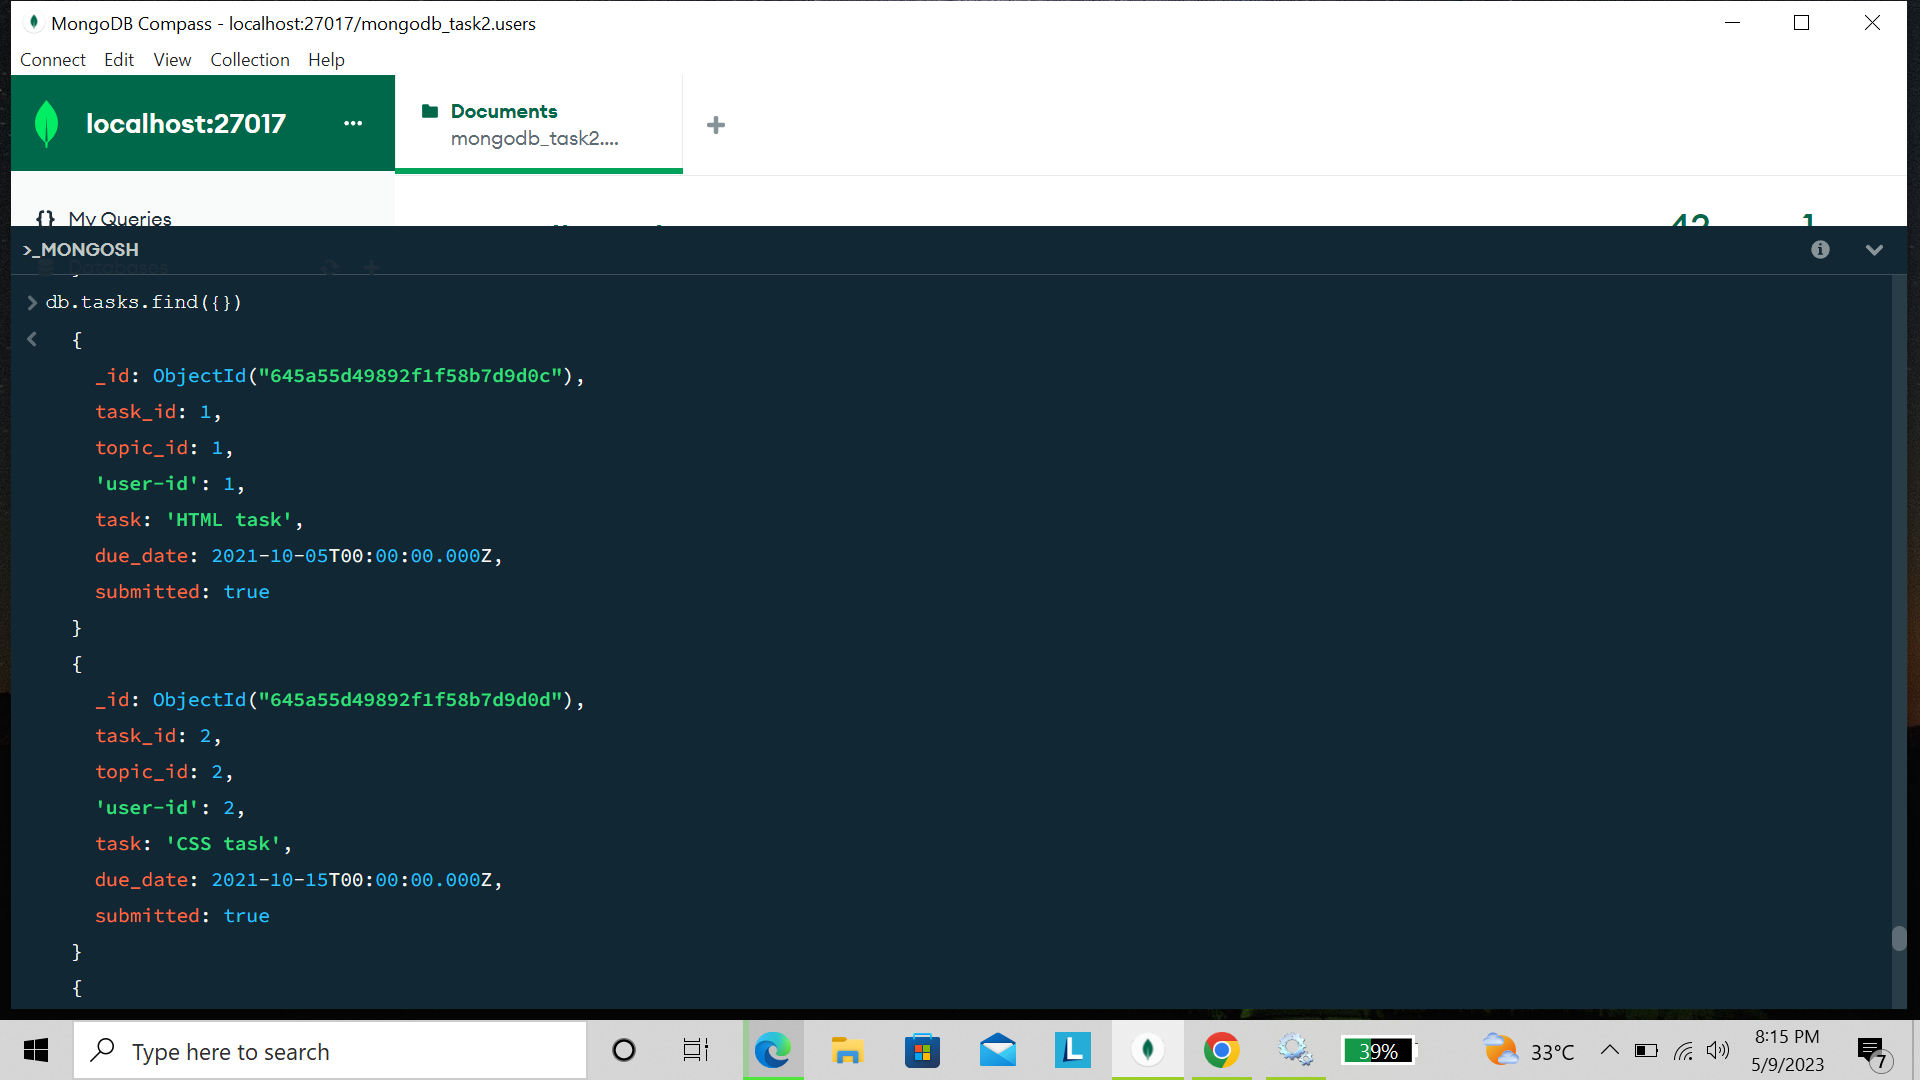 MongoDB Compass - localhost:27017/mongodb_task2.users
Connect Edit View Collection Help
localhost:27017 ...
Documents
mongodb_task2....
{} My Queries
42 1
>_MONGOSH
Databases
db.tasks.find({})
{
_id: ObjectId("645a55d49892f1f58b7d9d0c"),
task_id: 1,
topic_id: 1,
'user-id': 1,
task: 'HTML task',
due_date: 2021-10-05T00:00:00.000Z,
submitted: true
}
{
_id: ObjectId("645a55d49892f1f58b7d9d0d"),
task_id: 2,
topic_id: 2,
'user-id': 2,
task: 'CSS task',
due_date: 2021-10-15T00:00:00.000Z,
submitted: true
}
{
Type here to search
L
39%
33°C
8:15 PM
5/9/2023
7